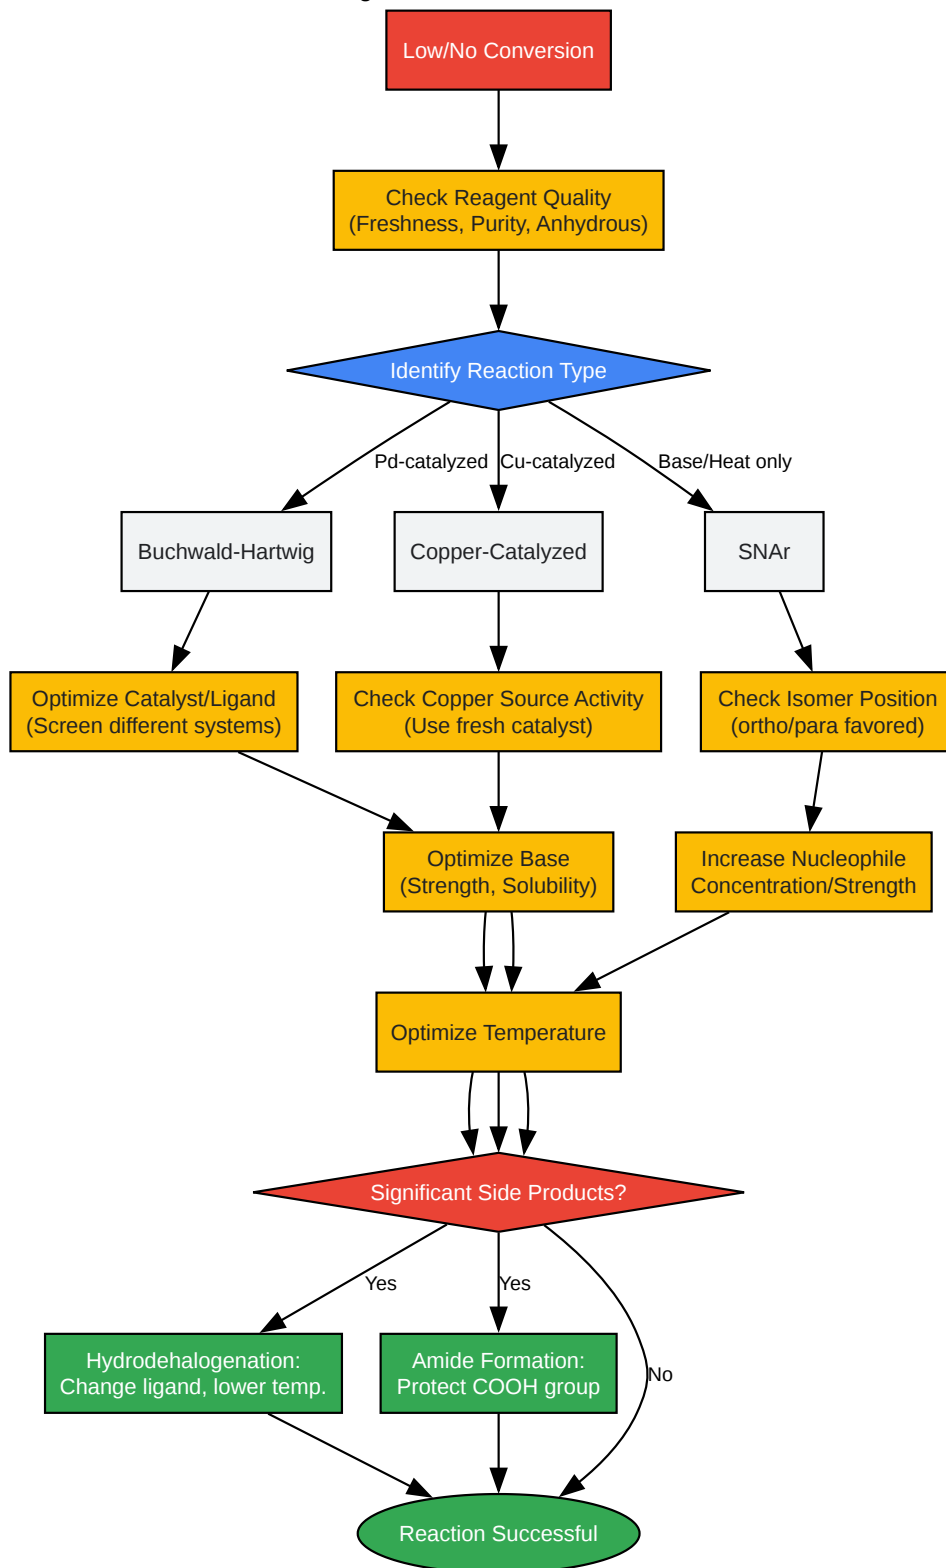 Low/No Conversion
Check Reagent Quality
(Freshness, Purity, Anhydrous)
Identify Reaction Type
Pd-catalyzed
Cu-catalyzed
Base/Heat only
Buchwald-Hartwig
Copper-Catalyzed
SNAr
Optimize Catalyst/Ligand
(Screen different systems)
Check Copper Source Activity
(Use fresh catalyst)
Check Isomer Position
(ortho/para favored)
Optimize Base
(Strength, Solubility)
Increase Nucleophile
Concentration/Strength
Optimize Temperature
Significant Side Products?
Yes
Yes
No
Hydrodehalogenation:
Change ligand, lower temp.
Amide Formation:
Protect COOH group
Reaction Successful